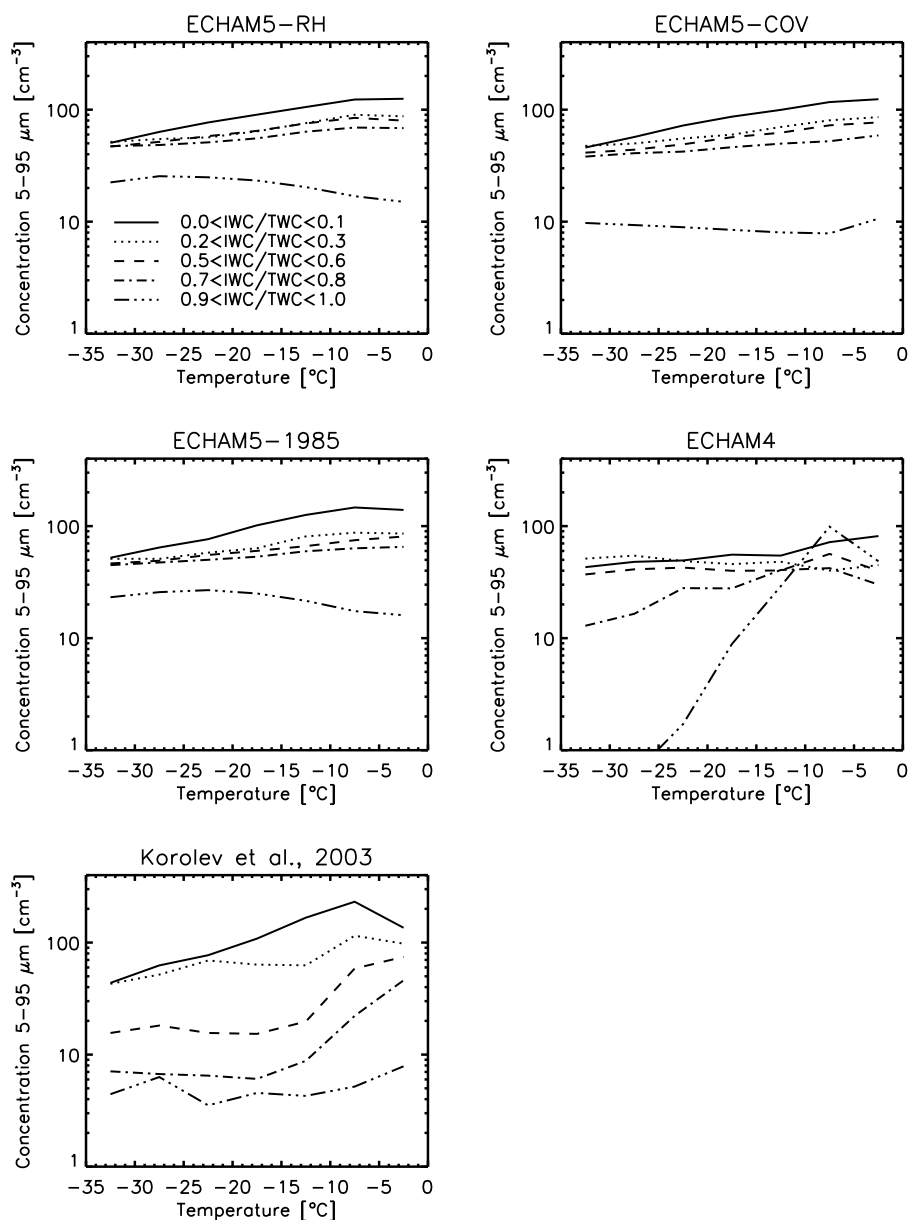 ECHAM5-RH
Concentration 5-95 μm [cm⁻³]
100
10
1
0.0<IWC/TWC<0.1
0.2<IWC/TWC<0.3
0.5<IWC/TWC<0.6
0.7<IWC/TWC<0.8
0.9<IWC/TWC<1.0
-35 -30 -25 -20 -15 -10 -5 0
Temperature [°C]
ECHAM5-COV
Concentration 5-95 μm [cm⁻³]
100
10
1
-35 -30 -25 -20 -15 -10 -5 0
Temperature [°C]
ECHAM5-1985
Concentration 5-95 μm [cm⁻³]
100
10
1
-35 -30 -25 -20 -15 -10 -5 0
Temperature [°C]
ECHAM4
Concentration 5-95 μm [cm⁻³]
100
10
1
-35 -30 -25 -20 -15 -10 -5 0
Temperature [°C]
Korolev et al., 2003
Concentration 5-95 μm [cm⁻³]
100
10
1
-35 -30 -25 -20 -15 -10 -5 0
Temperature [°C]